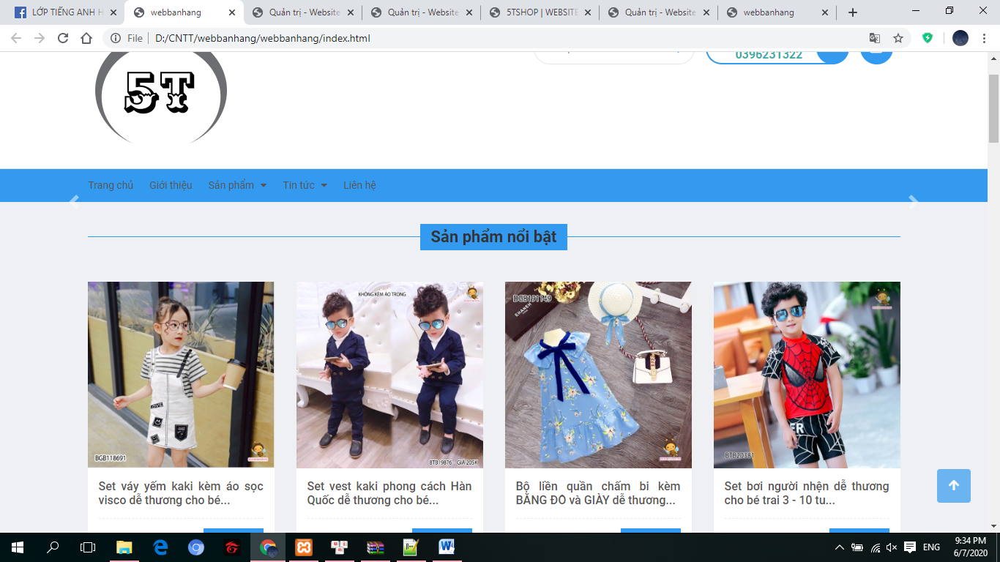 LỚP TIẾNG ANH H
webbanhang
Quản trị - Website
Quản trị - Website
5TSHOP | WEBSITE
Quản trị - Website
webbanhang
File
D:/CNTT/webbanhang/webbanhang/index.html
5T
0396231322
Trang chủ
Giới thiệu
Sản phẩm
Tin tức
Liên hệ
Sản phẩm nổi bật
LOVE
BGB118691
KHÔNG KÈM ÁO TRONG
BTB19876 GIÁ 205K
DGB191149
BTB20381
Set váy yếm kaki kèm áo sọc
visco dễ thương cho bé...
Set vest kaki phong cách Hàn
Quốc dễ thương cho bé...
Bộ liền quần chấm bi kèm
BĂNG ĐÔ và GIÀY dễ thương...
Set bơi người nhện dễ thương
cho bé trai 3 - 10 tu...
ENG
9:34 PM
6/7/2020